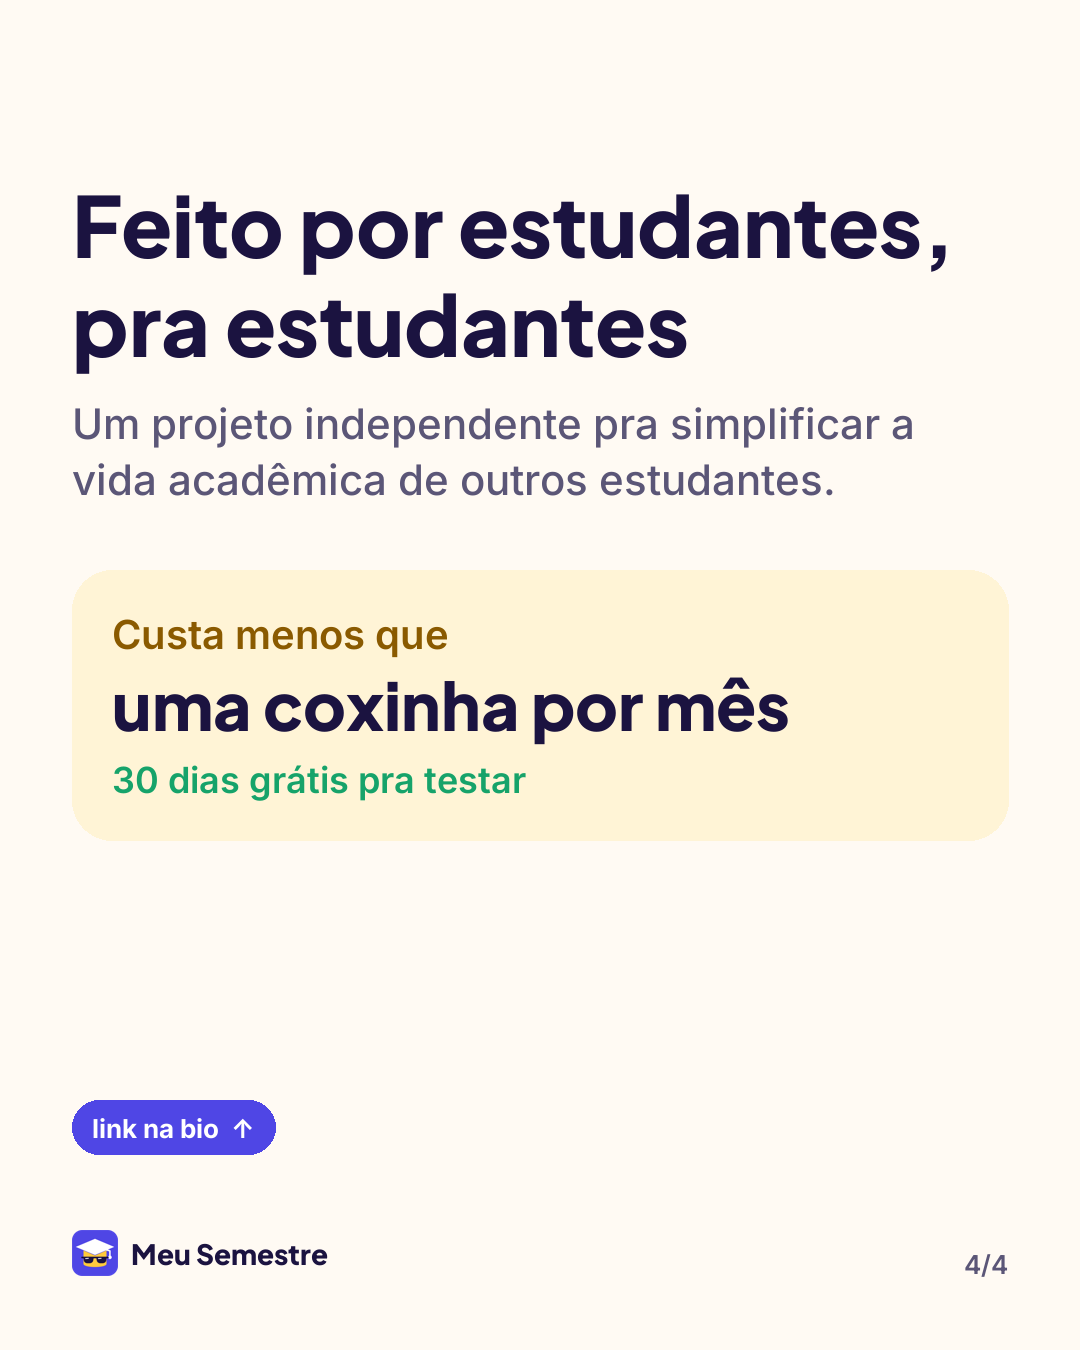 Feito por estudantes,
pra estudantes
Um projeto independente pra simplificar a
vida acadêmica de outros estudantes.
Custa menos que
uma coxinha por mês
30 dias grátis pra testar
link na bio ↑
Meu Semestre
4/4